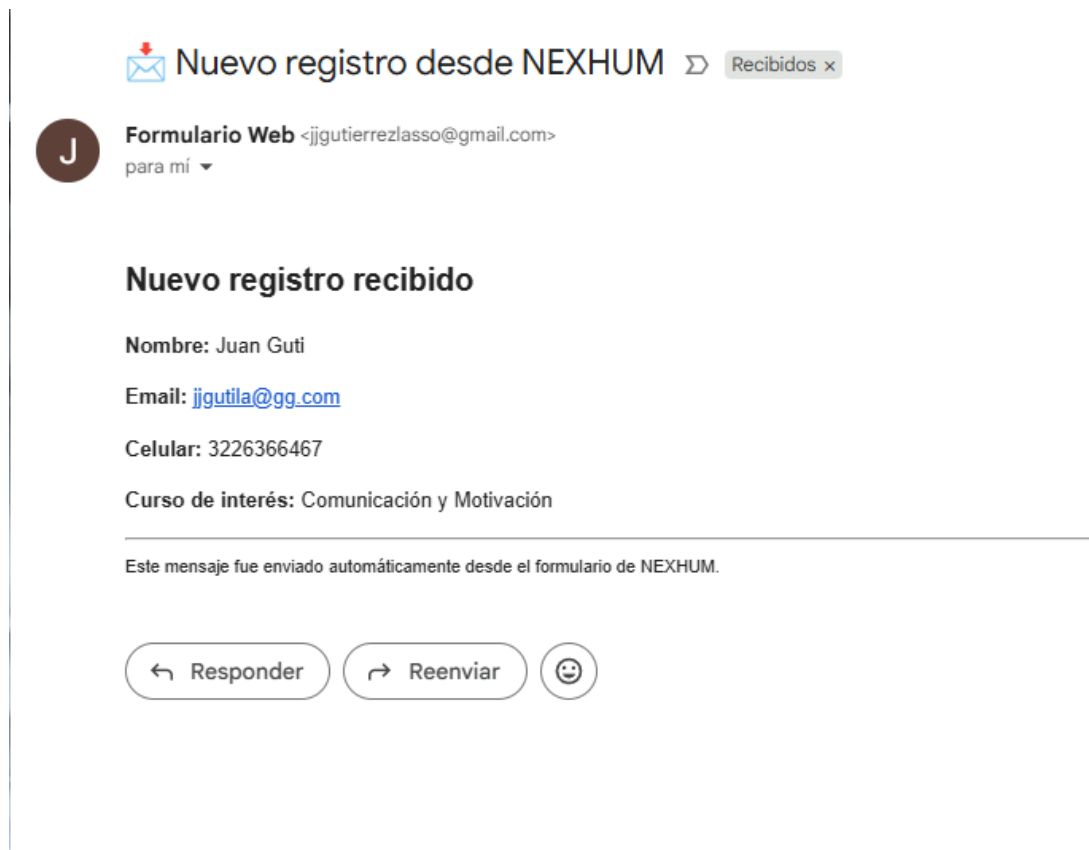 📩 Nuevo registro desde NEXHUM Recibidos ×
J
Formulario Web <jjgutierrezlasso@gmail.com>
para mí
Nuevo registro recibido
Nombre: Juan Guti
Email: jjgutila@gg.com
Celular: 3226366467
Curso de interés: Comunicación y Motivación
Este mensaje fue enviado automáticamente desde el formulario de NEXHUM.
Responder Reenviar